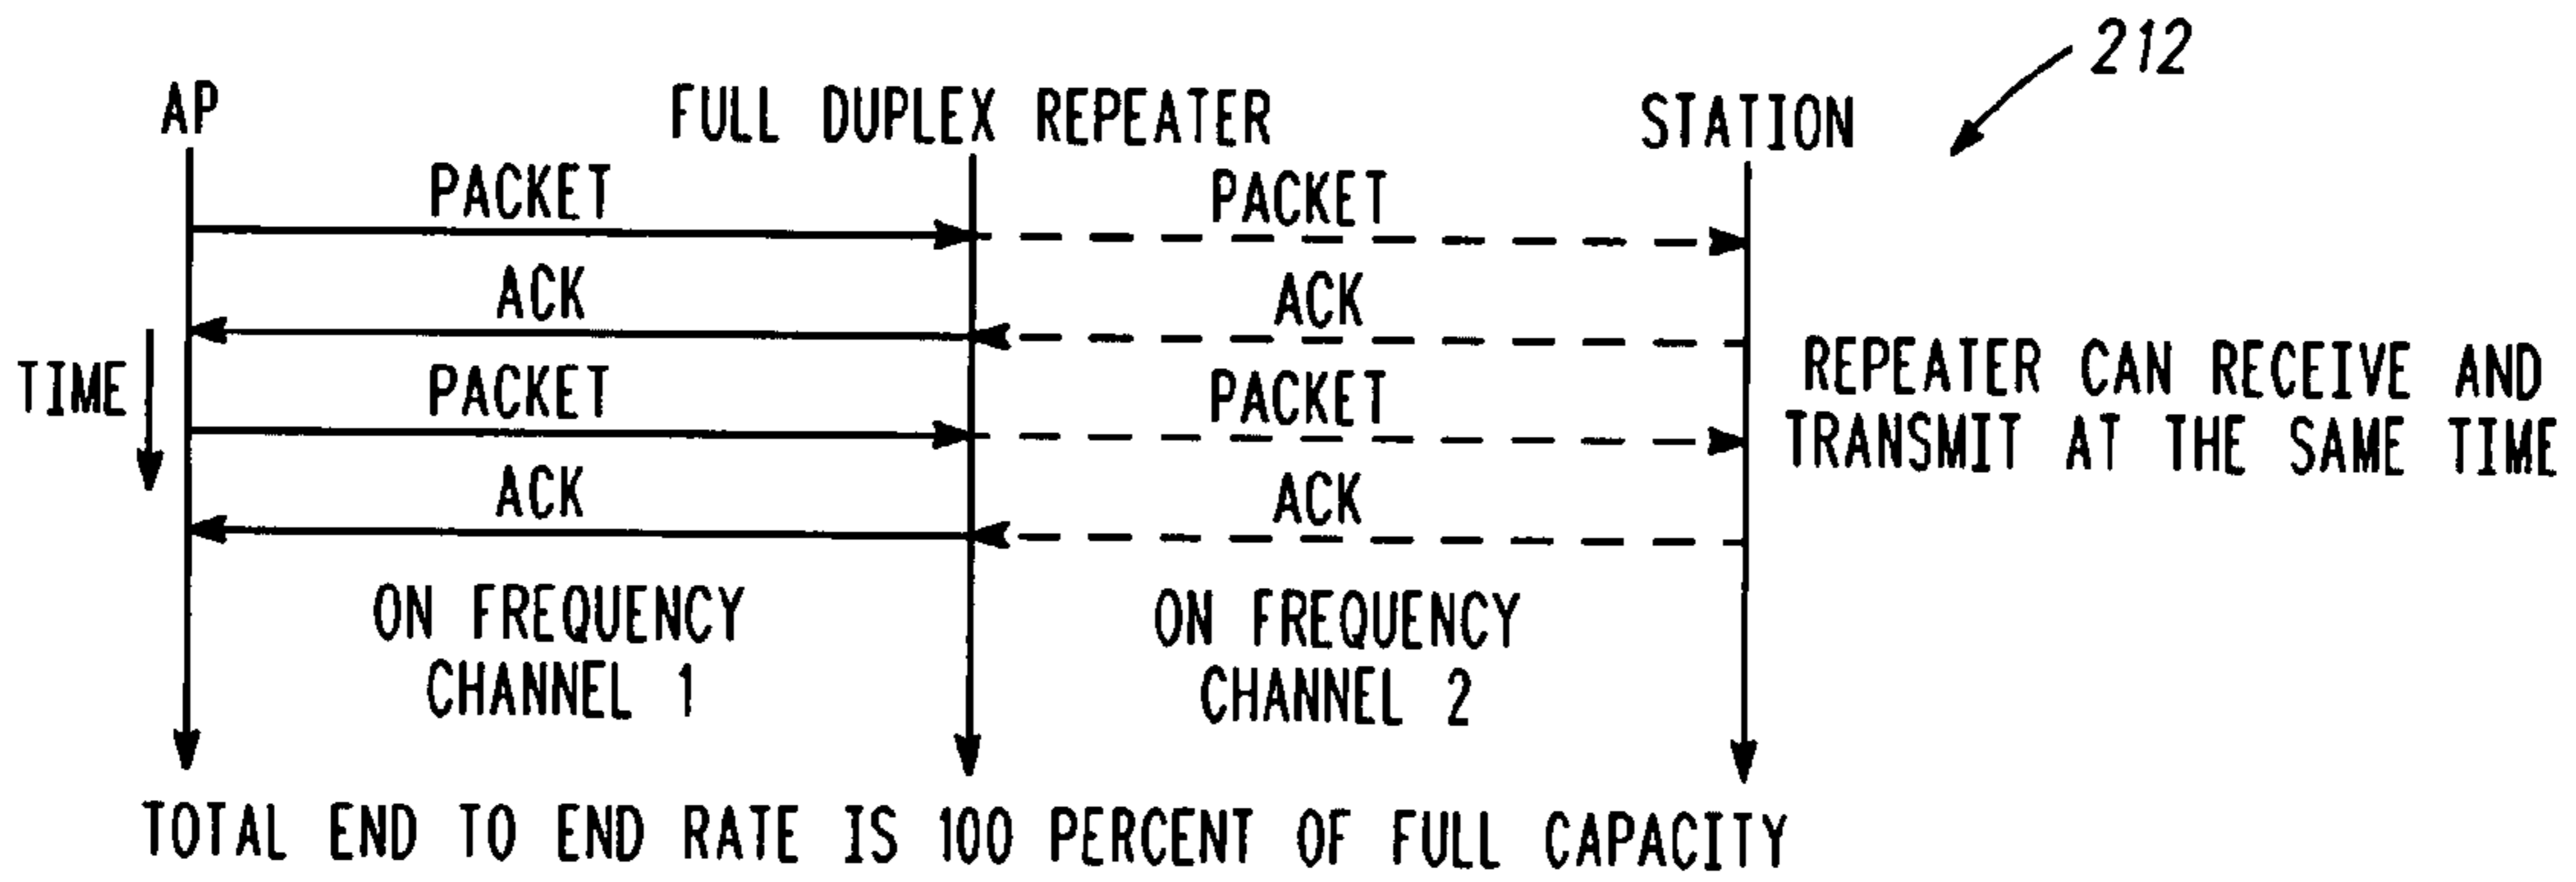 212
AP
FULL DUPLEX REPEATER
STATION
PACKET
PACKET
ACK
ACK
TIME
PACKET
PACKET
REPEATER CAN RECEIVE AND
TRANSMIT AT THE SAME TIME
ACK
ACK
ON FREQUENCY
CHANNEL 1
ON FREQUENCY
CHANNEL 2
TOTAL END TO END RATE IS 100 PERCENT OF FULL CAPACITY